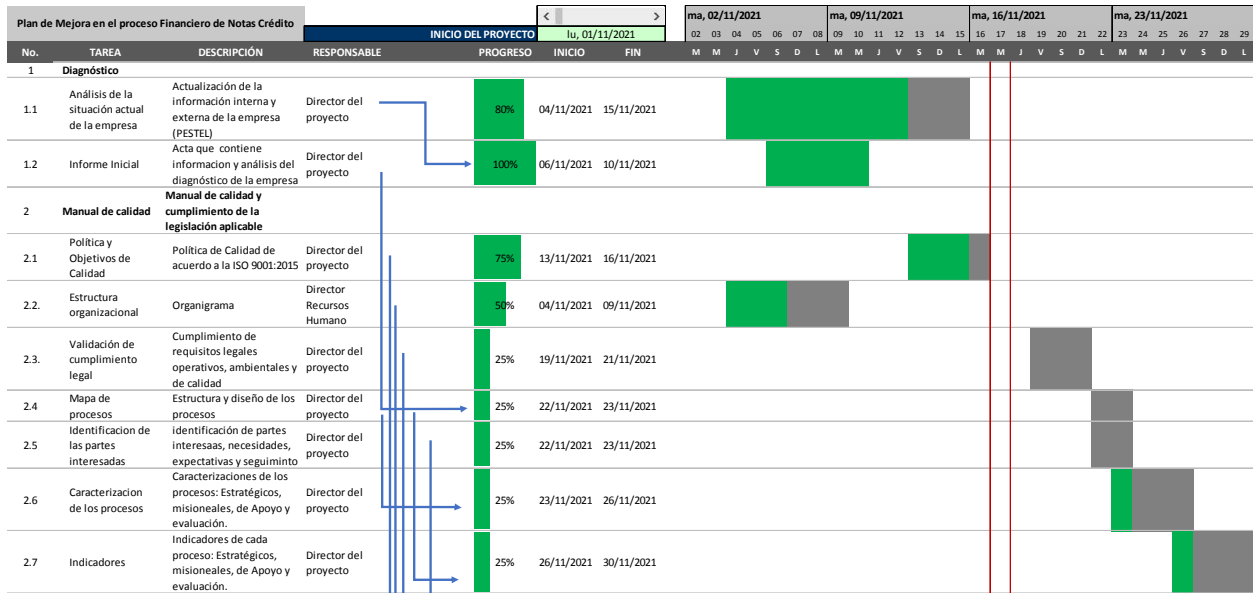 Plan de Mejora en el proceso Financiero de Notas Crédito
< >
ma, 02/11/2021 ma, 09/11/2021 ma, 16/11/2021 ma, 23/11/2021
INICIO DEL PROYECTO lu, 01/11/2021
02 03 04 05 06 07 08 09 10 11 12 13 14 15 16 17 18 19 20 21 22 23 24 25 26 27 28 29
No. TAREA DESCRIPCIÓN RESPONSABLE PROGRESO INICIO FIN M M J V S D L M M J V S D L M M J V S D L M M J V S D L
1 Diagnóstico
1.1
Análisis de la
situación actual
de la empresa
Actualización de la
información interna y
externa de la empresa
(PESTEL)
Director del
proyecto
80% 04/11/2021 15/11/2021
1.2
Informe Inicial
Acta que contiene
informacion y análisis del
diagnóstico de la empresa
Director del
proyecto
100% 06/11/2021 10/11/2021
2
Manual de calidad
Manual de calidad y
cumplimiento de la
legislación aplicable
2.1
Política y
Objetivos de
Calidad
Política de Calidad de
acuerdo a la ISO 9001:2015
Director del
proyecto
75% 13/11/2021 16/11/2021
2.2.
Estructura
organizacional
Organigrama
Director
Recursos
Humano
50% 04/11/2021 09/11/2021
2.3.
Validación de
cumplimiento
legal
Cumplimiento de
requisitos legales
operativos, ambientales y
de calidad
Director del
proyecto
25% 19/11/2021 21/11/2021
2.4
Mapa de
procesos
Estructura y diseño de los
procesos
Director del
proyecto
25% 22/11/2021 23/11/2021
2.5
Identificacion de
las partes
interesadas
identificación de partes
interesaas, necesidades,
expectativas y seguiminto
Director del
proyecto
25% 22/11/2021 23/11/2021
2.6
Caracterizacion
de los procesos
Caracterizaciones de los
procesos: Estratégicos,
misioneales, de Apoyo y
evaluación.
Director del
proyecto
25% 23/11/2021 26/11/2021
2.7
Indicadores
Indicadores de cada
proceso: Estratégicos,
misioneales, de Apoyo y
evaluación.
Director del
proyecto
25% 26/11/2021 30/11/2021